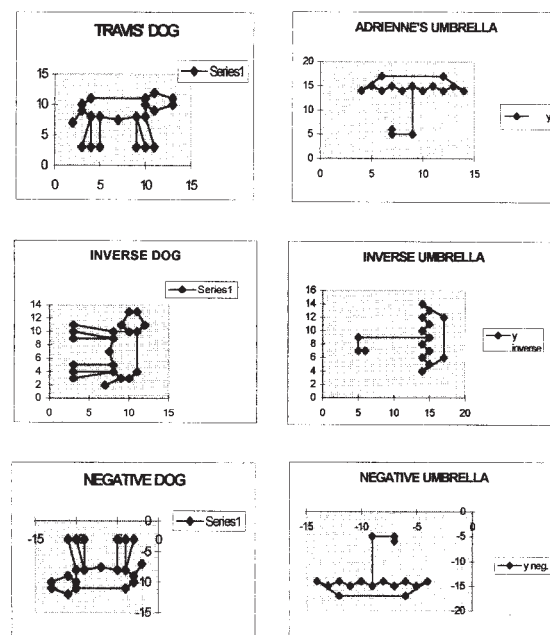 TRAVIS' DOG
Series1
15
10
5
0
0 5 10 15
ADRIENNE'S UMBRELLA
y
20
15
10
5
0
0 5 10 15
INVERSE DOG
Series1
14
12
10
8
6
4
2
0
0 5 10 15
INVERSE UMBRELLA
y
inverse
16
14
12
10
8
6
4
2
0
0 5 10 15 20
NEGATIVE DOG
Series1
-15 -10 -5 0
0
-5
-10
-15
NEGATIVE UMBRELLA
y neg.
-15 -10 -5 0
0
-5
-10
-15
-20